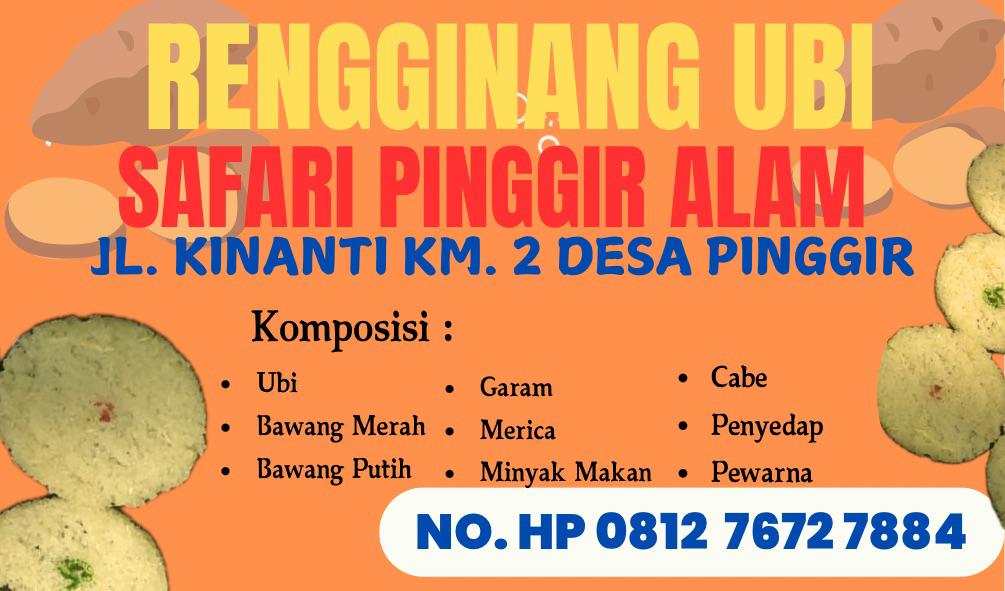 RENGGINANG UBI
SAFARI PINGGIR ALAM
JL. KINANTI KM. 2 DESA PINGGIR
Komposisi :
• Ubi
• Bawang Merah
• Bawang Putih
• Garam
• Merica
• Minyak Makan
• Cabe
• Penyedap
• Pewarna
NO. HP 0812 7672 7884